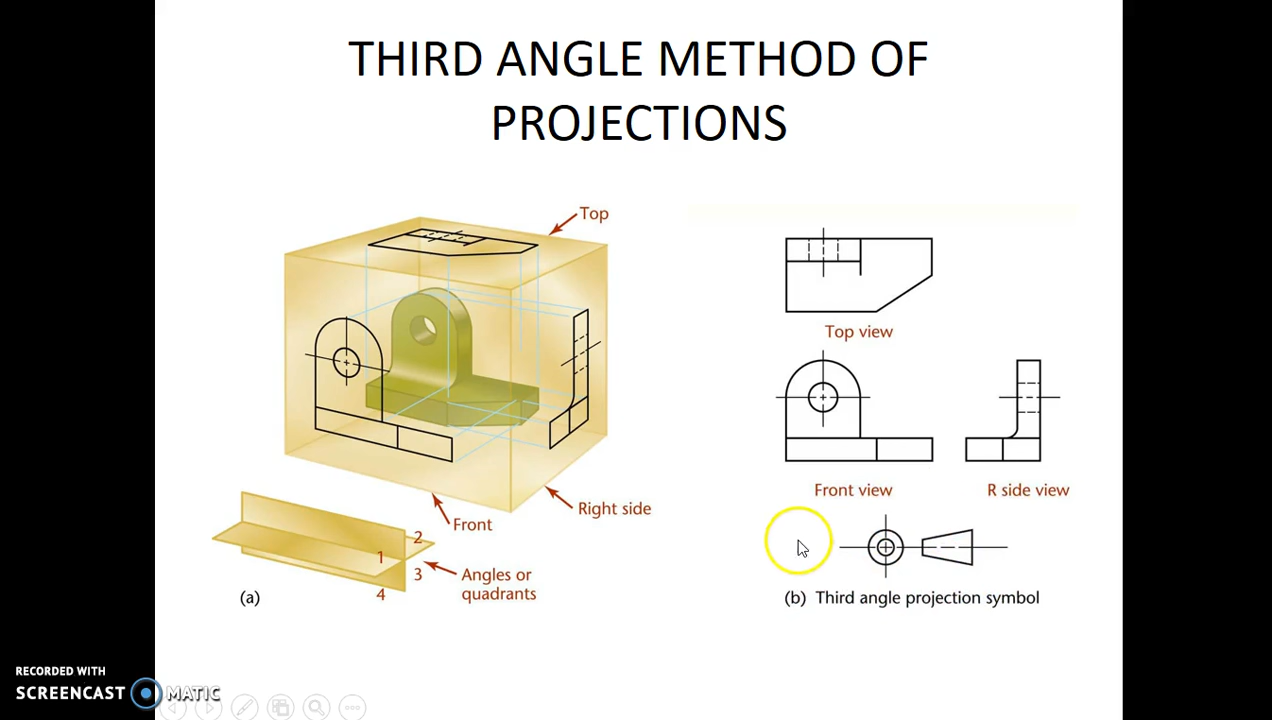 THIRD ANGLE METHOD OF
PROJECTIONS
Top
Front
Right side
1
2
3
4
Angles or
quadrants
(a)
Top view
Front view
R side view
(b) Third angle projection symbol
RECORDED WITH
SCREENCAST MATIC